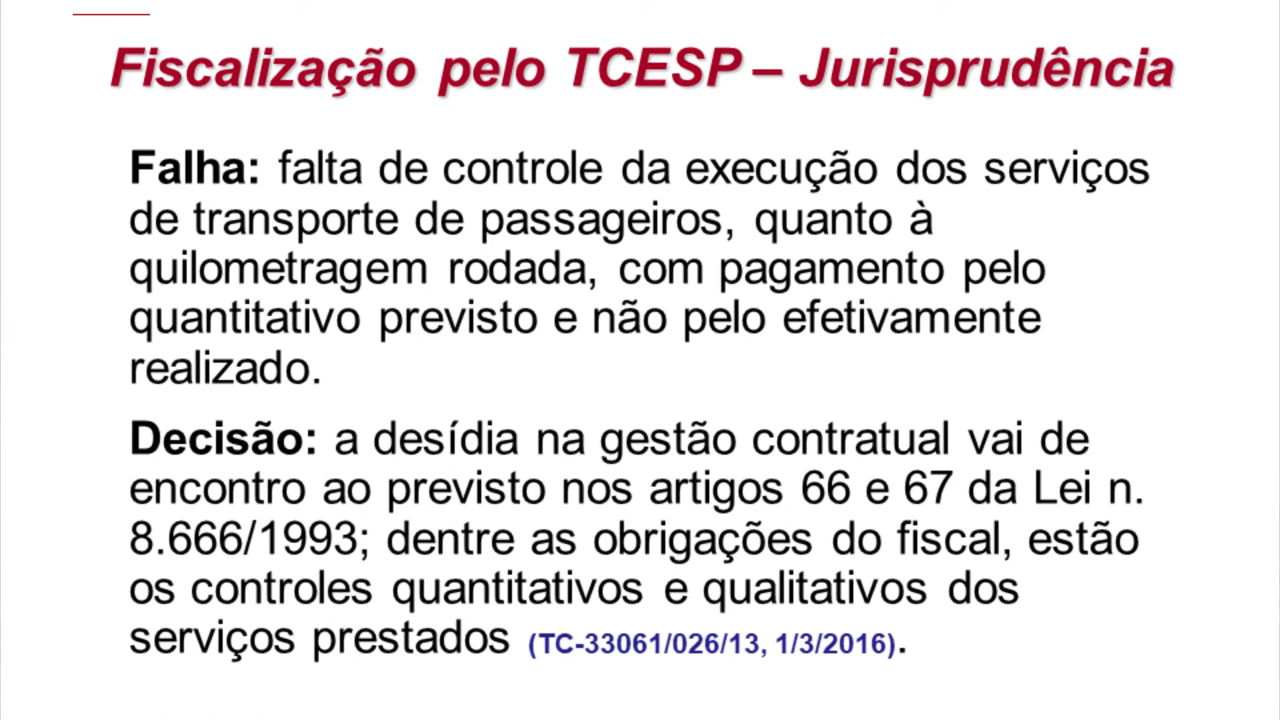 Fiscalização pelo TCESP – Jurisprudência
Falha: falta de controle da execução dos serviços
de transporte de passageiros, quanto à
quilometragem rodada, com pagamento pelo
quantitativo previsto e não pelo efetivamente
realizado.
Decisão: a desídia na gestão contratual vai de
encontro ao previsto nos artigos 66 e 67 da Lei n.
8.666/1993; dentre as obrigações do fiscal, estão
os controles quantitativos e qualitativos dos
serviços prestados (TC-33061/026/13, 1/3/2016).